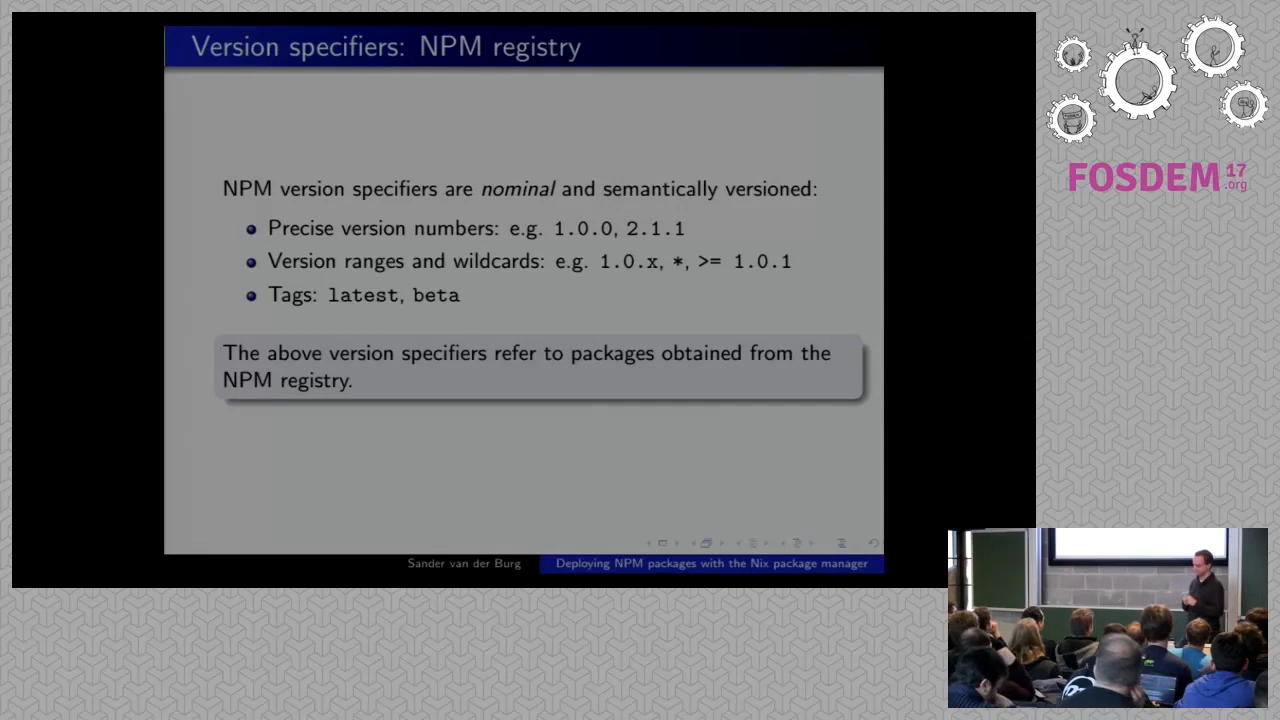 Version specifiers: NPM registry
NPM version specifiers are nominal and semantically versioned:
Precise version numbers: e.g. 1.0.0, 2.1.1
Version ranges and wildcards: e.g. 1.0.x, *, >= 1.0.1
Tags: latest, beta
The above version specifiers refer to packages obtained from the
NPM registry.
Sander van der Burg
Deploying NPM packages with the Nix package manager
FOSDEM 17
.org